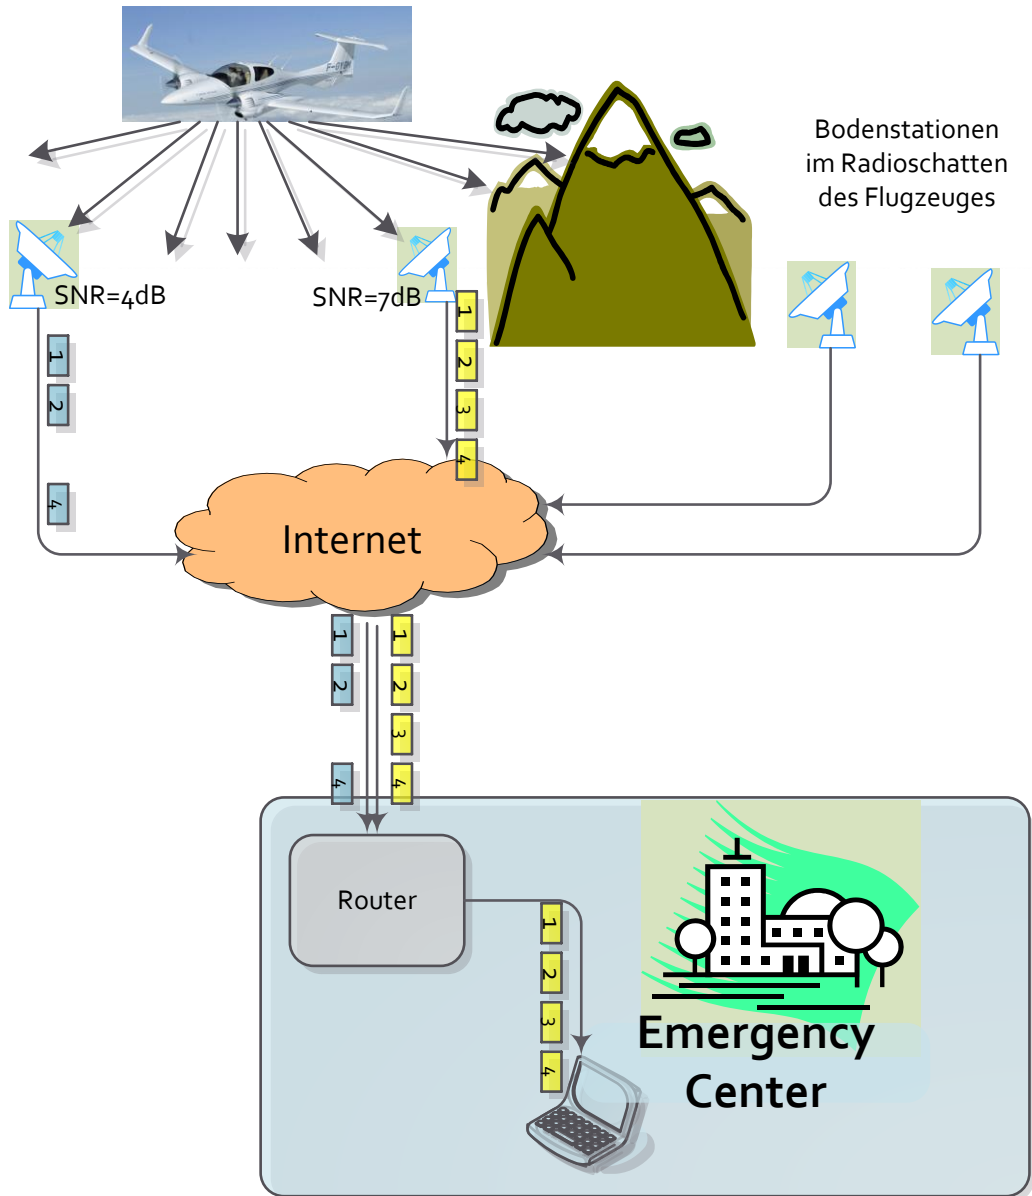 Bodenstationen
im Radioschatten
des Flugzeuges
SNR=4dB
SNR=7dB
1
2
4
1
2
3
4
Internet
1
2
4
1
2
3
4
Router
1
2
3
4
Emergency
Center